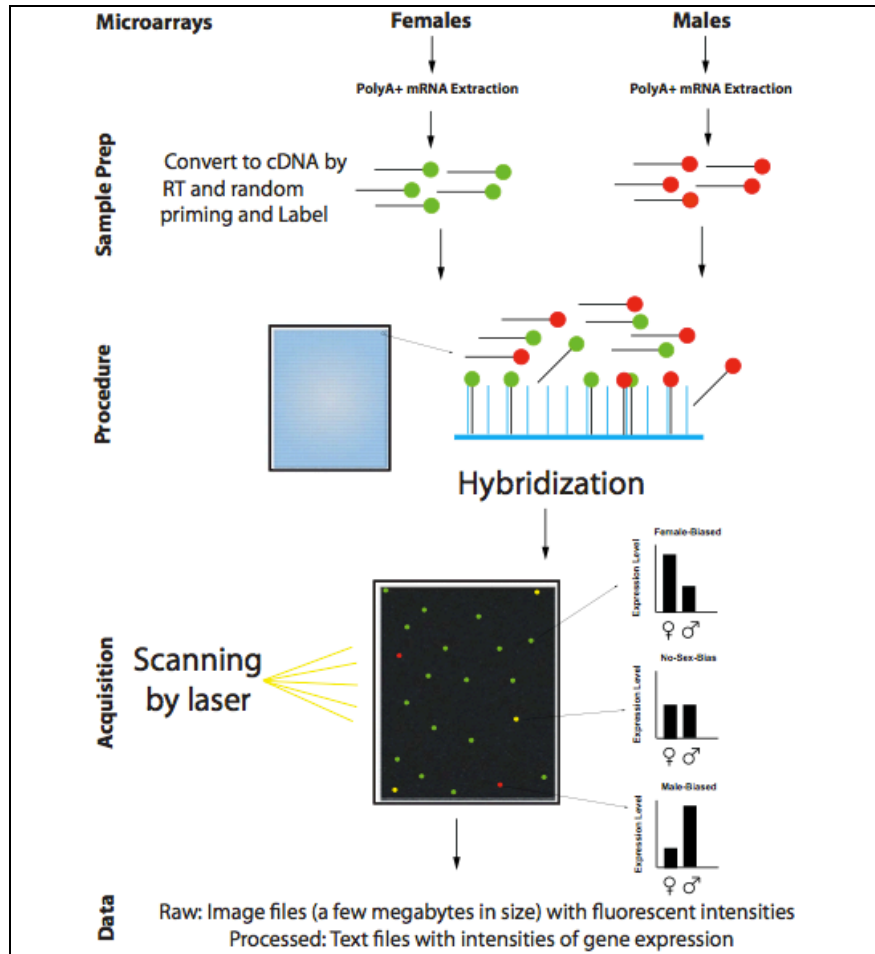 Microarrays
Females
Males
PolyA+ mRNA Extraction
PolyA+ mRNA Extraction
Sample Prep
Convert to cDNA by
RT and random
priming and Label
Procedure
Hybridization
Acquisition
Scanning
by laser
Female-Biased
Expression Level
♀ ♂
No-Sex-Bias
Expression Level
♀ ♂
Male-Biased
Expression Level
♀ ♂
Data
Raw: Image files (a few megabytes in size) with fluorescent intensities
Processed: Text files with intensities of gene expression